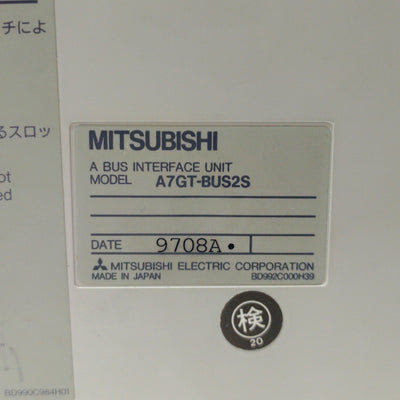 チによ
るスロッ
ot
ed
MITSUBISHI
A BUS INTERFACE UNIT
MODEL A7GT-BUS2S
DATE 9708A•
MITSUBISHI ELECTRIC CORPORATION
MADE IN JAPAN BD992C000H39
検
20
BD990C984H01